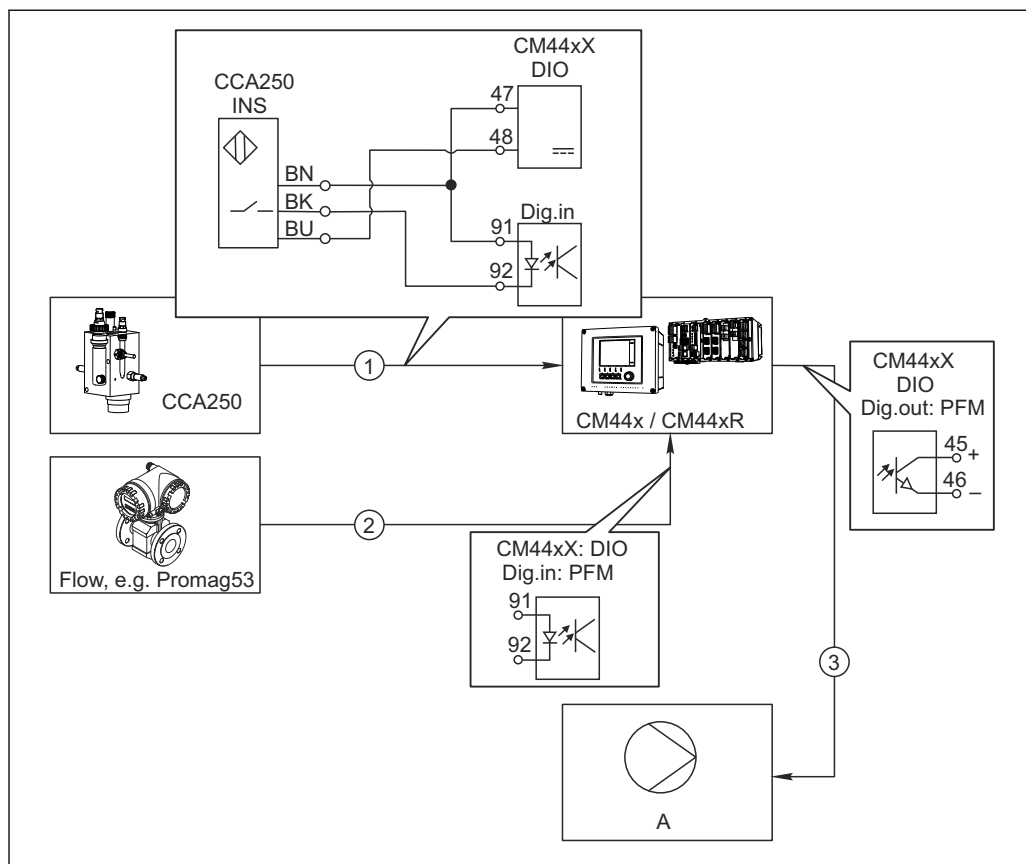 CM44xX
DIO
CCA250
INS
47
48
BN
BK
BU
Dig.in
91
92
1
CCA250
CM44x / CM44xR
CM44xX
DIO
Dig.out: PFM
45
+
46
–
2
Flow, e.g. Promag53
CM44xX: DIO
Dig.in: PFM
91
92
3
A